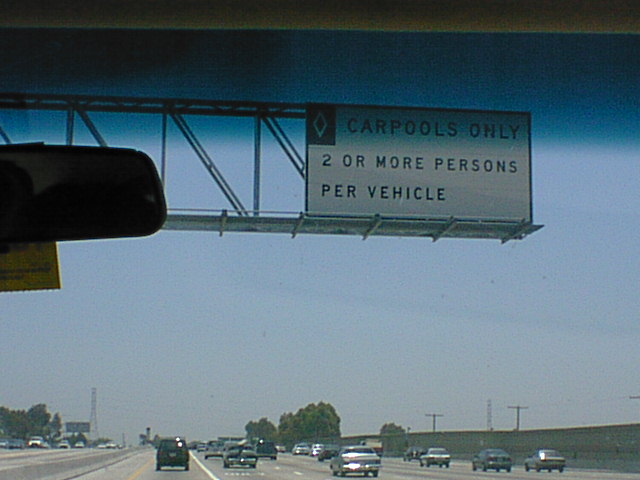 CARPOOLS ONLY
2 OR MORE PERSONS
PER VEHICLE